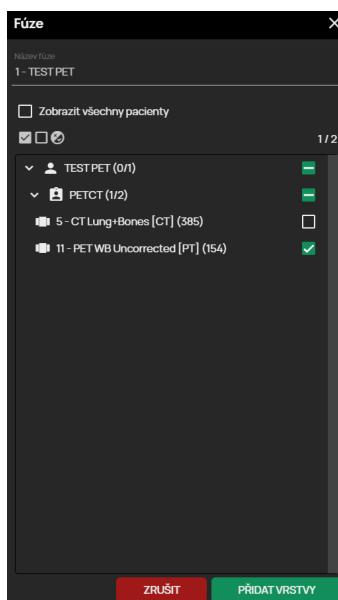 Fúze
Název fúze
1 - TEST PET
Zobrazit všechny pacienty
1 / 2
TEST PET (0/1)
PETCT (1/2)
5 - CT Lung+Bones [CT] (385)
11 - PET WB Uncorrected [PT] (154)
ZRUŠIT
PŘIDAT VRSTVY